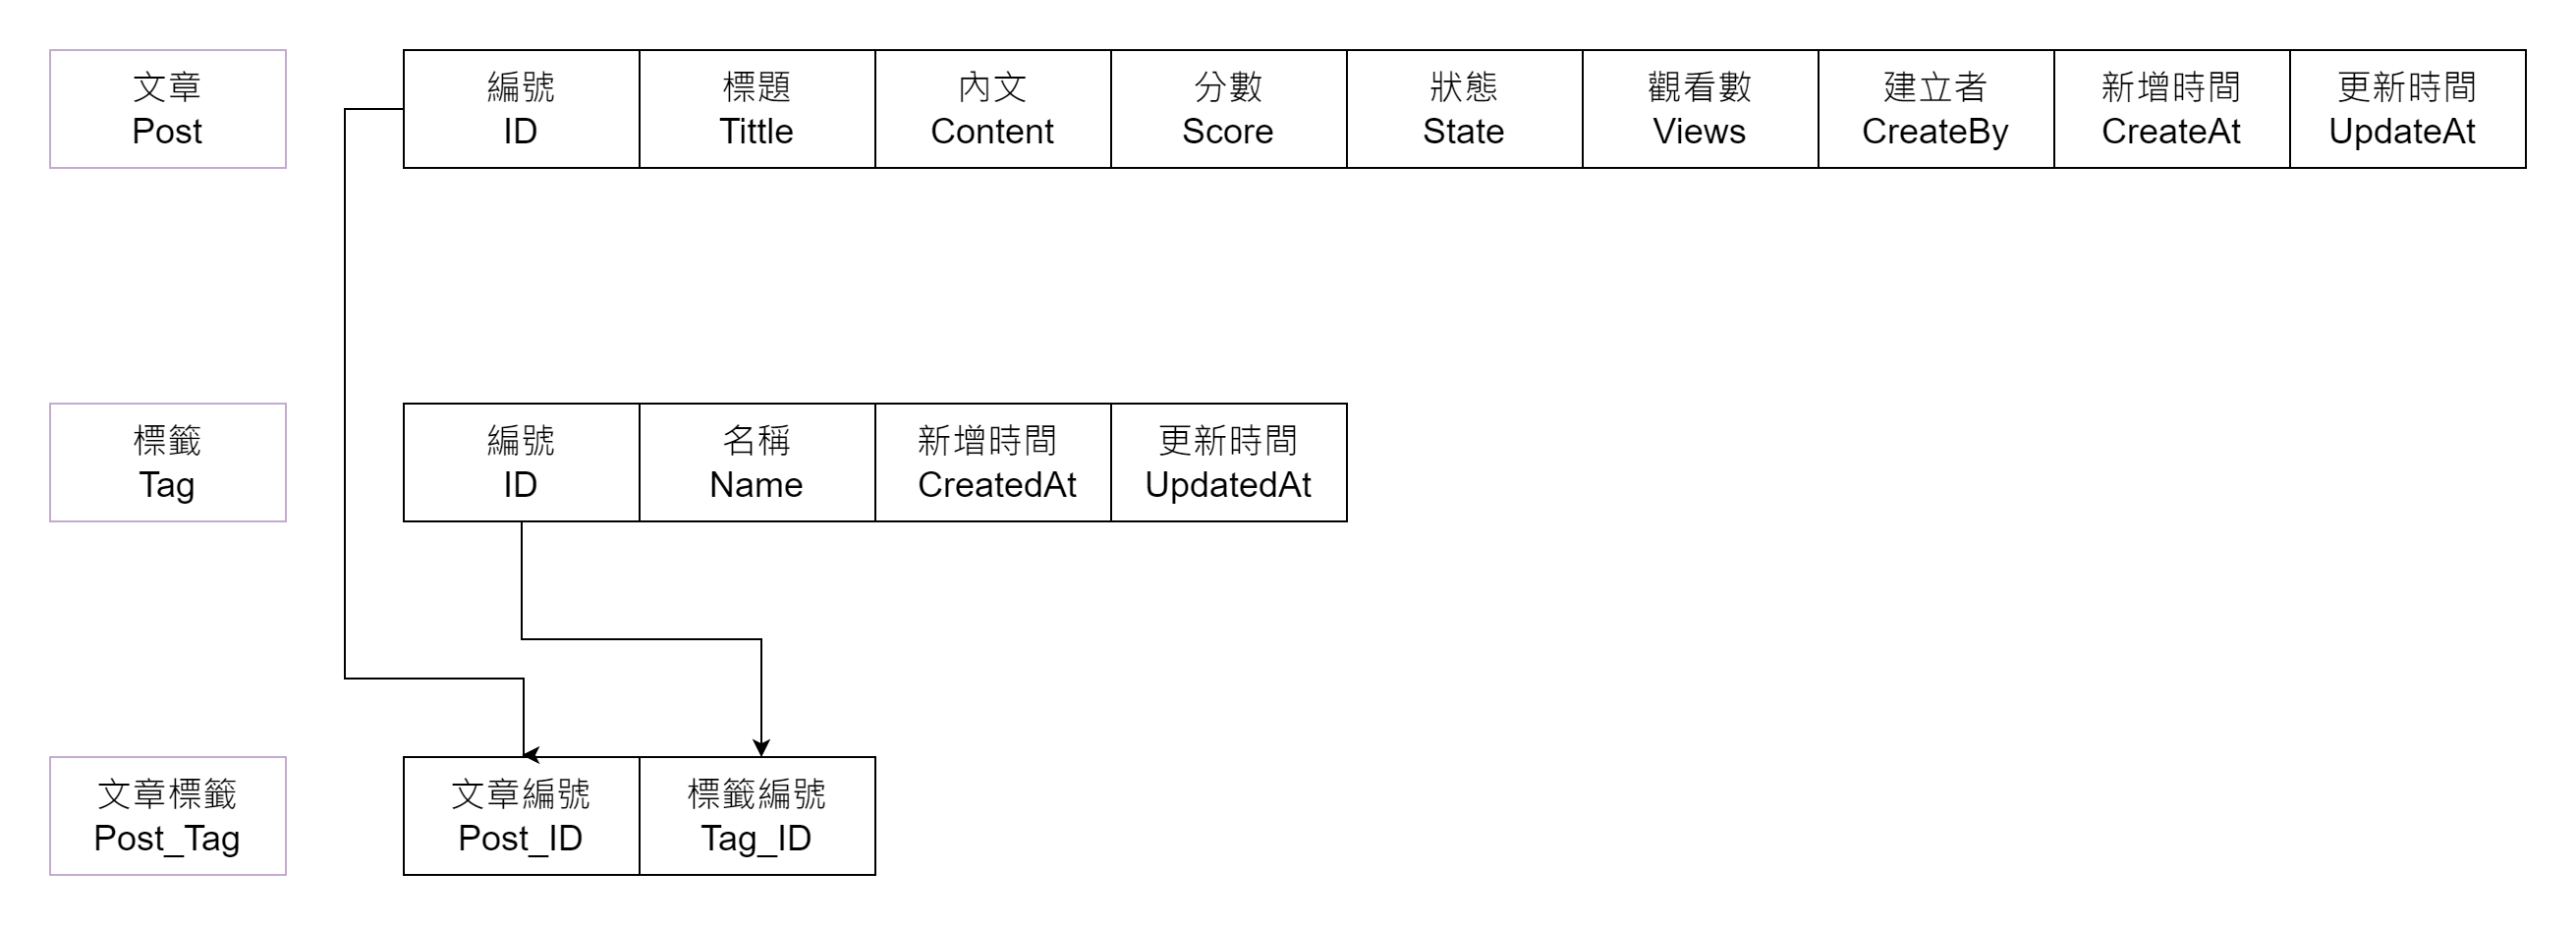 文章
Post
編號
ID
標題
Tittle
內文
Content
分數
Score
狀態
State
觀看數
Views
建立者
CreateBy
新增時間
CreateAt
更新時間
UpdateAt
標籤
Tag
編號
ID
名稱
Name
新增時間
CreatedAt
更新時間
UpdatedAt
文章標籤
Post_Tag
文章編號
Post_ID
標籤編號
Tag_ID